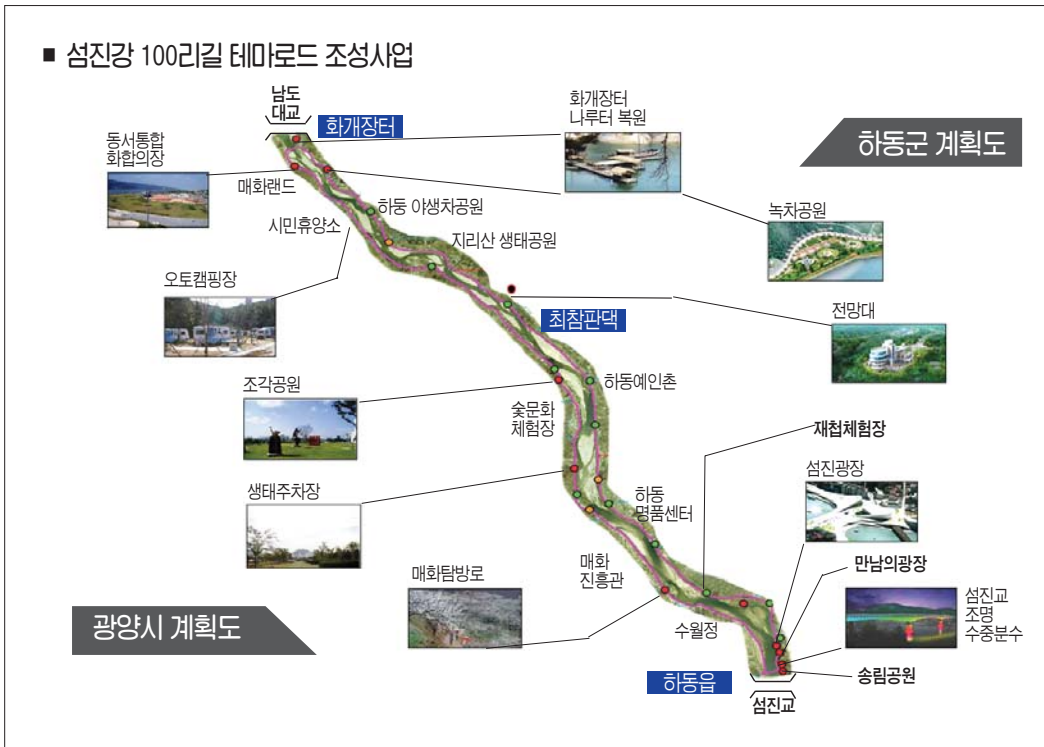 ■ 섬진강 100리길 테마로드 조성사업
남도
대교
화개장터
화개장터
나루터 복원
하동군 계획도
동서통합
화합의장
매화랜드
하동 야생차공원
녹차공원
시민휴양소
지리산 생태공원
오토캠핑장
최참판댁
전망대
조각공원
하동예인촌
숯문화
체험장
재첩체험장
생태주차장
섬진광장
하동
명품센터
만남의광장
매화
진흥관
매화탐방로
섬진교
조명
수중분수
광양시 계획도
수월정
하동읍
송림공원
섬진교